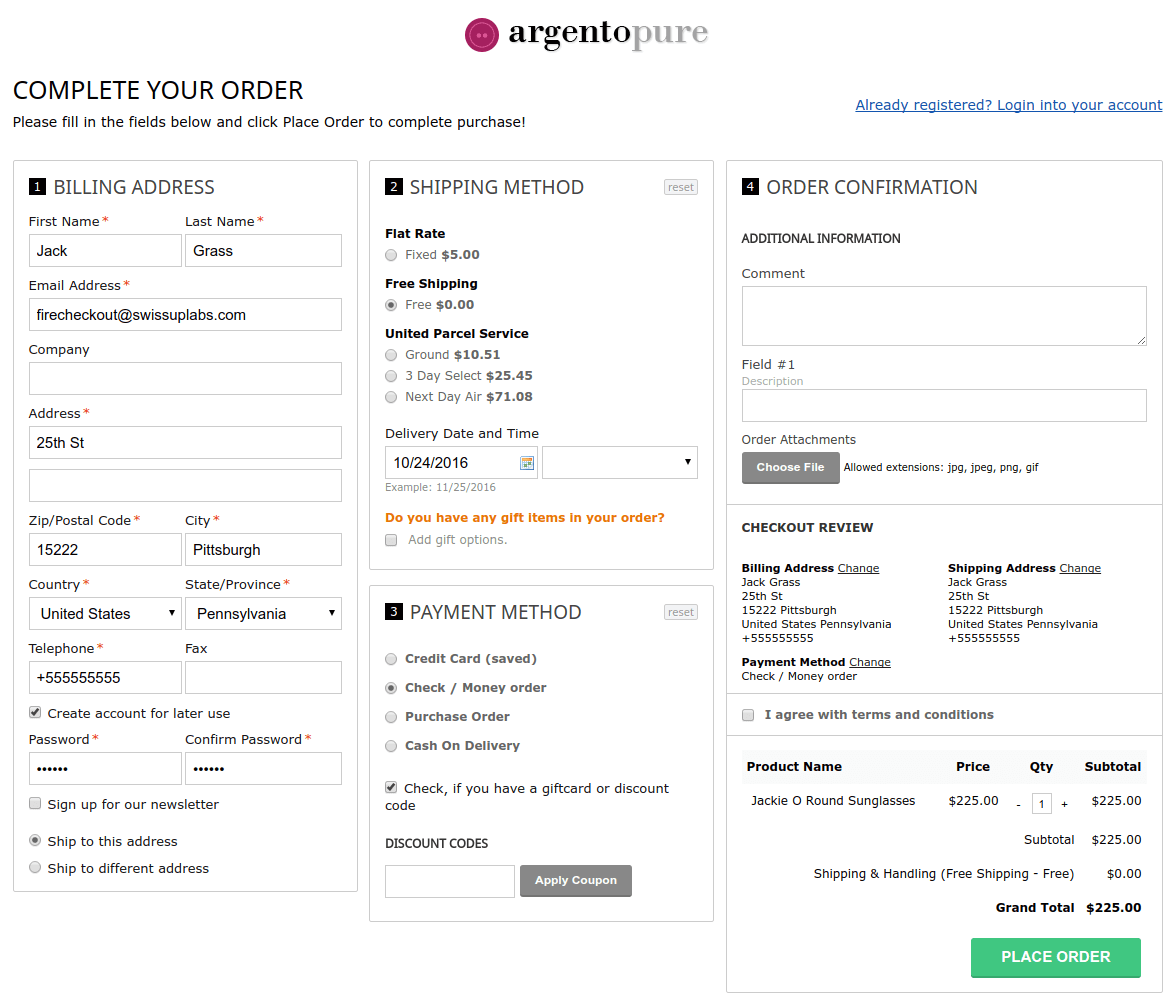 argentopure
COMPLETE YOUR ORDER
Please fill in the fields below and click Place Order to complete purchase!
Already registered? Login into your account
1 BILLING ADDRESS
First Name* Last Name*
Jack Grass
Email Address*
firecheckout@swissuplabs.com
Company
Address*
25th St
Zip/Postal Code* City*
15222 Pittsburgh
Country* State/Province*
United States Pennsylvania
Telephone* Fax
+555555555
Create account for later use
Password* Confirm Password*
•••••• ••••••
Sign up for our newsletter
Ship to this address
Ship to different address
2 SHIPPING METHOD reset
Flat Rate
Fixed $5.00
Free Shipping
Free $0.00
United Parcel Service
Ground $10.51
3 Day Select $25.45
Next Day Air $71.08
Delivery Date and Time
10/24/2016
Example: 11/25/2016
Do you have any gift items in your order?
Add gift options.
3 PAYMENT METHOD reset
Credit Card (saved)
Check / Money order
Purchase Order
Cash On Delivery
Check, if you have a giftcard or discount
code
DISCOUNT CODES
Apply Coupon
4 ORDER CONFIRMATION
ADDITIONAL INFORMATION
Comment
Field #1
Description
Order Attachments
Choose File Allowed extensions: jpg, jpeg, png, gif
CHECKOUT REVIEW
Billing Address Change
Jack Grass
25th St
15222 Pittsburgh
United States Pennsylvania
+555555555
Shipping Address Change
Jack Grass
25th St
15222 Pittsburgh
United States Pennsylvania
+555555555
Payment Method Change
Check / Money order
I agree with terms and conditions
Product Name Price Qty Subtotal
Jackie O Round Sunglasses $225.00 - 1 + $225.00
Subtotal $225.00
Shipping & Handling (Free Shipping - Free) $0.00
Grand Total $225.00
PLACE ORDER